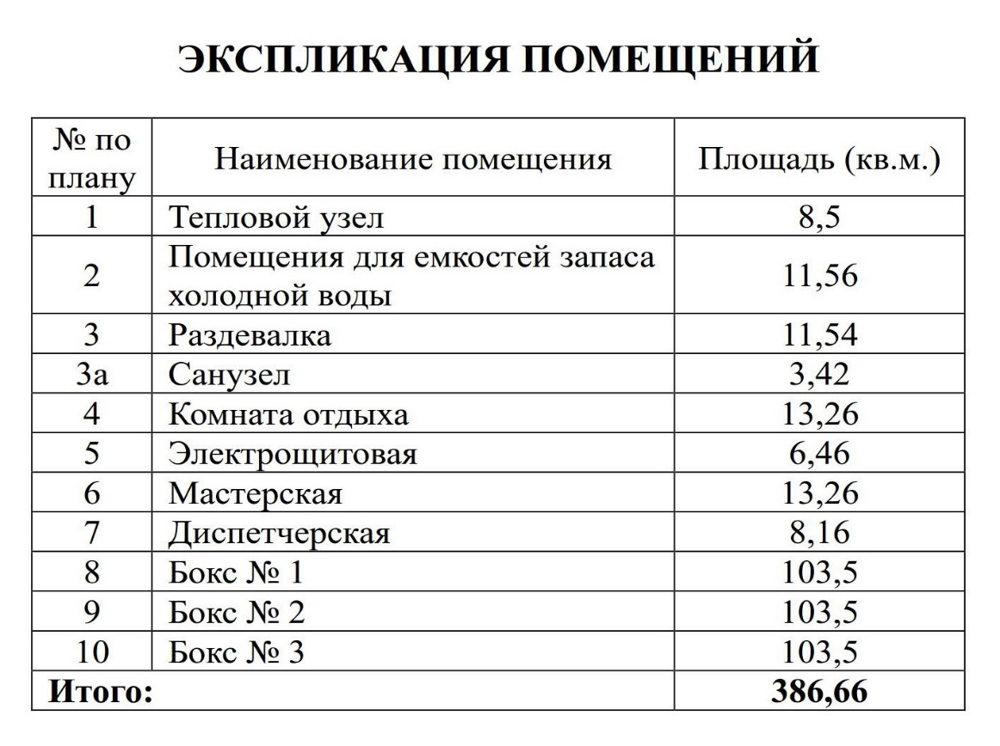 ЭКСПЛИКАЦИЯ ПОМЕЩЕНИЙ
№ по плану Наименование помещения Площадь (кв.м.)
1 Тепловой узел 8,5
2 Помещения для емкостей запаса
холодной воды 11,56
3 Раздевалка 11,54
3а Санузел 3,42
4 Комната отдыха 13,26
5 Электрощитовая 6,46
6 Мастерская 13,26
7 Диспетчерская 8,16
8 Бокс № 1 103,5
9 Бокс № 2 103,5
10 Бокс № 3 103,5
Итого: 386,66